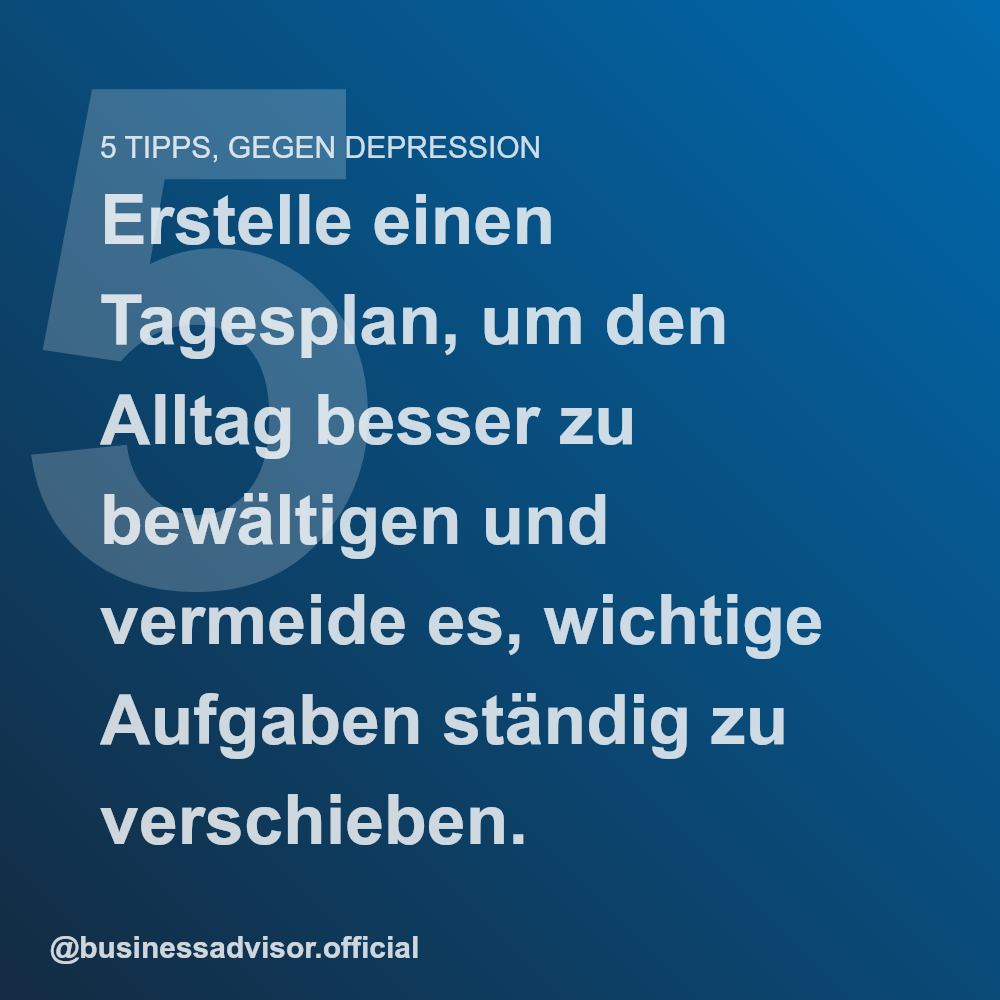 5
5 TIPPS, GEGEN DEPRESSION
Erstelle einen
Tagesplan, um den
Alltag besser zu
bewältigen und
vermeide es, wichtige
Aufgaben ständig zu
verschieben.
@businessadvisor.official